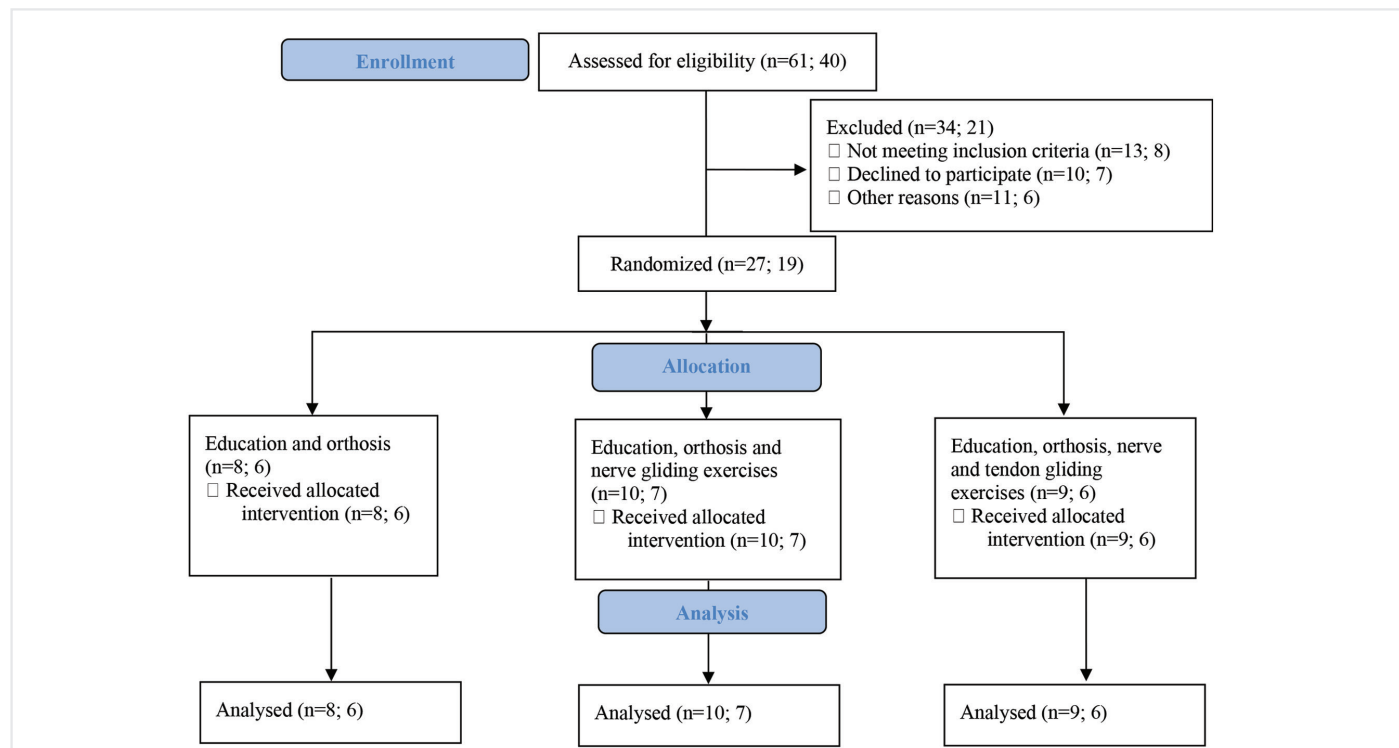 Enrollment
Assessed for eligibility (n=61; 40)
Excluded (n=34; 21)
□ Not meeting inclusion criteria (n=13; 8)
□ Declined to participate (n=10; 7)
□ Other reasons (n=11; 6)
Randomized (n=27; 19)
Allocation
Education and orthosis
(n=8; 6)
□ Received allocated
intervention (n=8; 6)
Education, orthosis and
nerve gliding exercises
(n=10; 7)
□ Received allocated
intervention (n=10; 7)
Education, orthosis, nerve
and tendon gliding
exercises (n=9; 6)
□ Received allocated
intervention (n=9; 6)
Analysis
Analysed (n=8; 6)
Analysed (n=10; 7)
Analysed (n=9; 6)